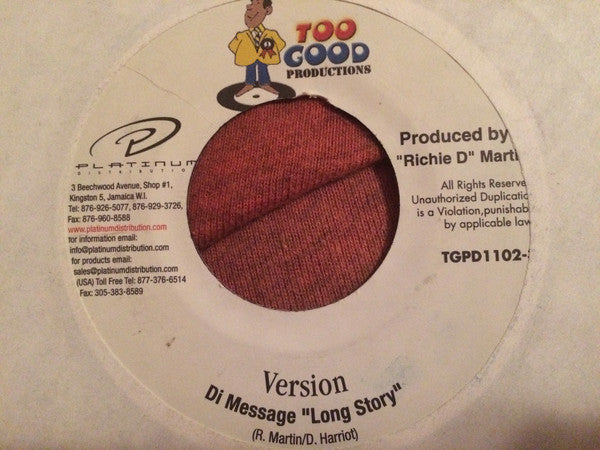 TOO
GOOD
PRODUCTIONS
PLATINUM
DISTRIBUTION
3 Beechwood Avenue, Shop #1,
Kingston 5, Jamaica W.I.
Tel: 876-926-5077, 876-929-3726,
Fax: 876-960-8588
www.platinumdistribution.com
for information email:
info@platinumdistribution.com
for products email:
sales@platinumdistribution.com
(USA) Toll Free Tel: 877-376-6514
Fax: 305-383-8589
Produced by
"Richie D" Marti
All Rights Reserve
Unauthorized Duplicatio
is a Violation,punishab
by applicable law
TGPD1102-
Version
Di Message "Long Story"
(R. Martin/D. Harriot)